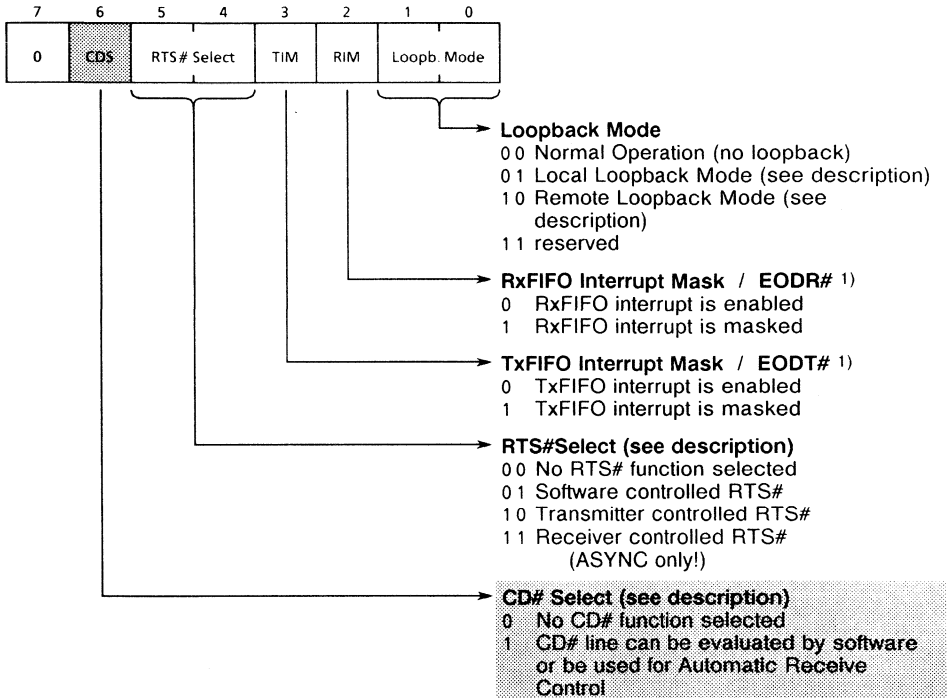 7 6 5 4 3 2 1 0
0 CDS RTS# Select TIM RIM Loopb. Mode
Loopback Mode
0 0 Normal Operation (no loopback)
0 1 Local Loopback Mode (see description)
1 0 Remote Loopback Mode (see
description)
1 1 reserved
RxFIFO Interrupt Mask / EODR# 1)
0 RxFIFO interrupt is enabled
1 RxFIFO interrupt is masked
TxFIFO Interrupt Mask / EODT# 1)
0 TxFIFO interrupt is enabled
1 TxFIFO interrupt is masked
RTS#Select (see description)
0 0 No RTS# function selected
0 1 Software controlled RTS#
1 0 Transmitter controlled RTS#
1 1 Receiver controlled RTS#
(ASYNC only!)
CD# Select (see description)
0 No CD# function selected
1 CD# line can be evaluated by software
or be used for Automatic Receive
Control